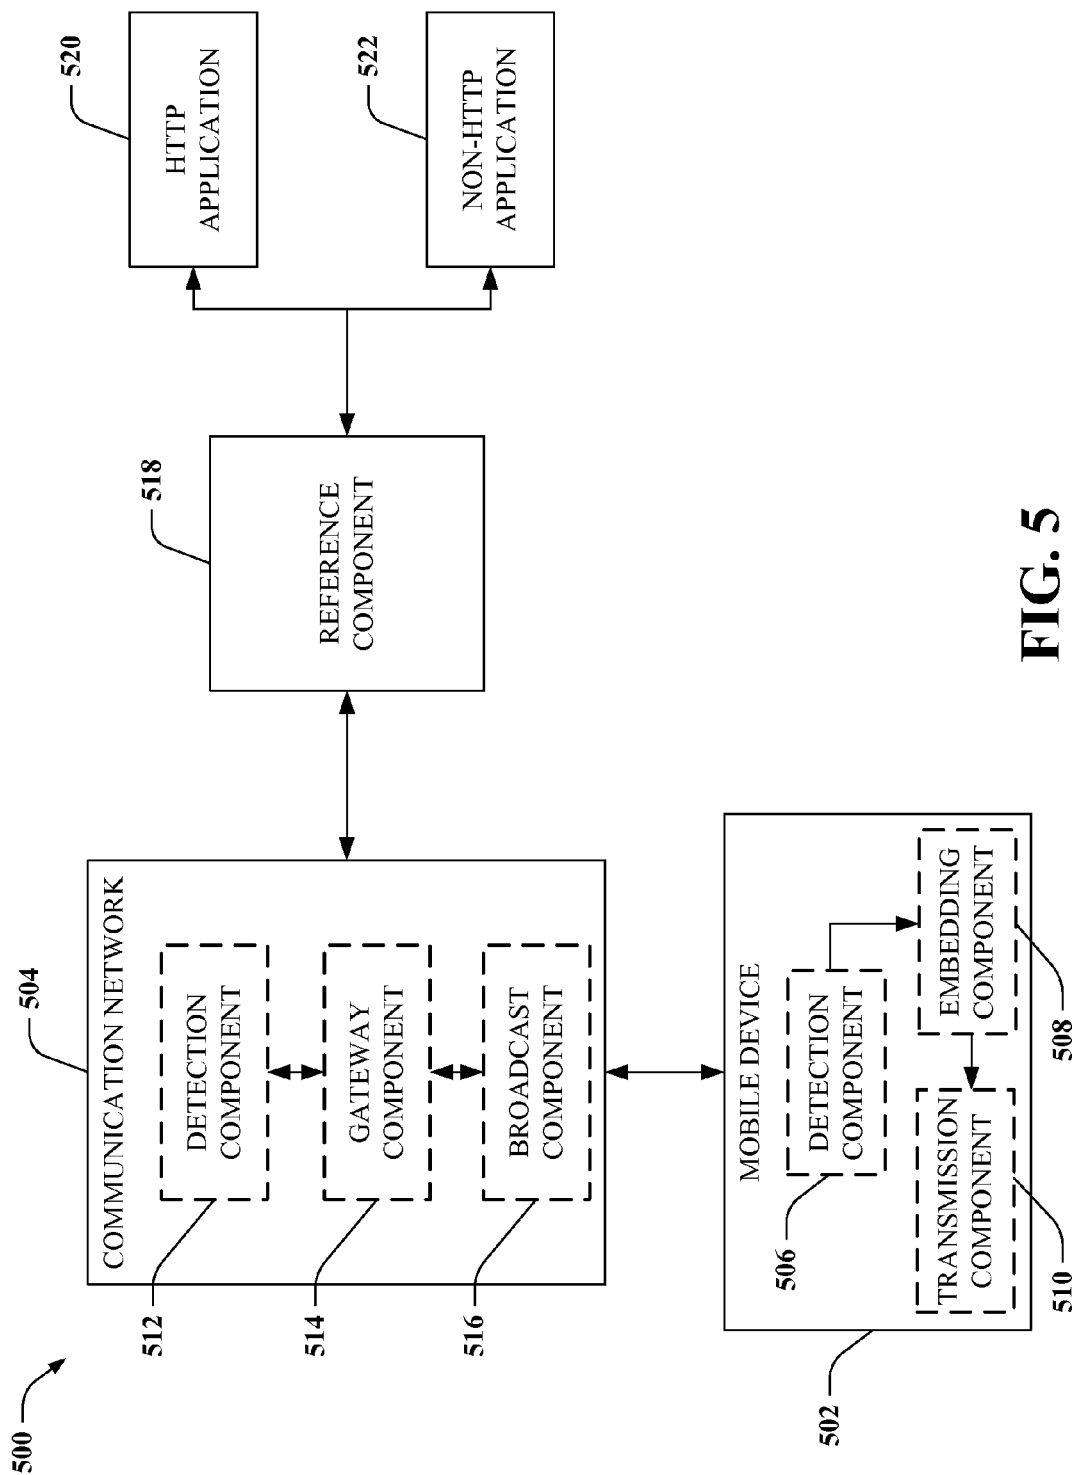 500
504
COMMUNICATION NETWORK
512
DETECTION
COMPONENT
514
GATEWAY
COMPONENT
516
BROADCAST
COMPONENT
518
REFERENCE
COMPONENT
520
HTTP
APPLICATION
522
NON-HTTP
APPLICATION
502
MOBILE DEVICE
506
DETECTION
COMPONENT
508
EMBEDDING
COMPONENT
510
TRANSMISSION
COMPONENT
FIG. 5